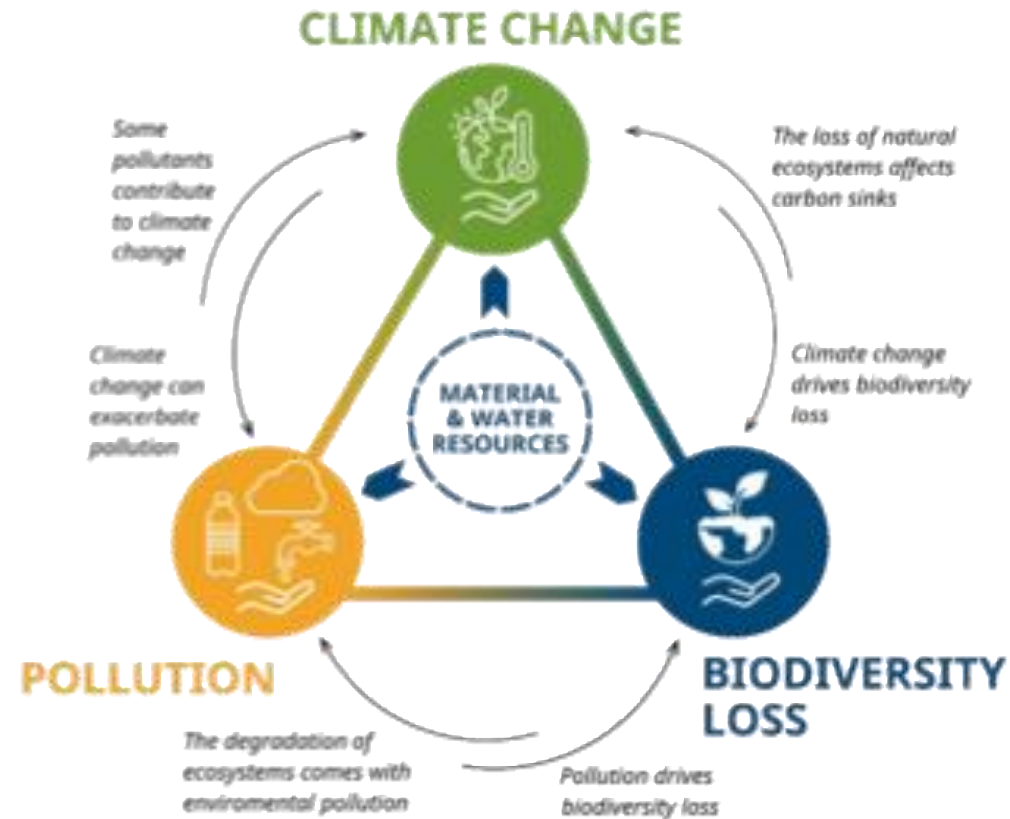 CLIMATE CHANGE
Some
pollutants
contribute
to climate
change
The loss of natural
ecosystems affects
carbon sinks
Climate
change can
exacerbate
pollution
MATERIAL
& WATER
RESOURCES
Climate change
drives biodiversity
loss
POLLUTION
BIODIVERSITY
LOSS
The degradation of
ecosystems comes with
enviromental pollution
Pollution drives
biodiversity loss